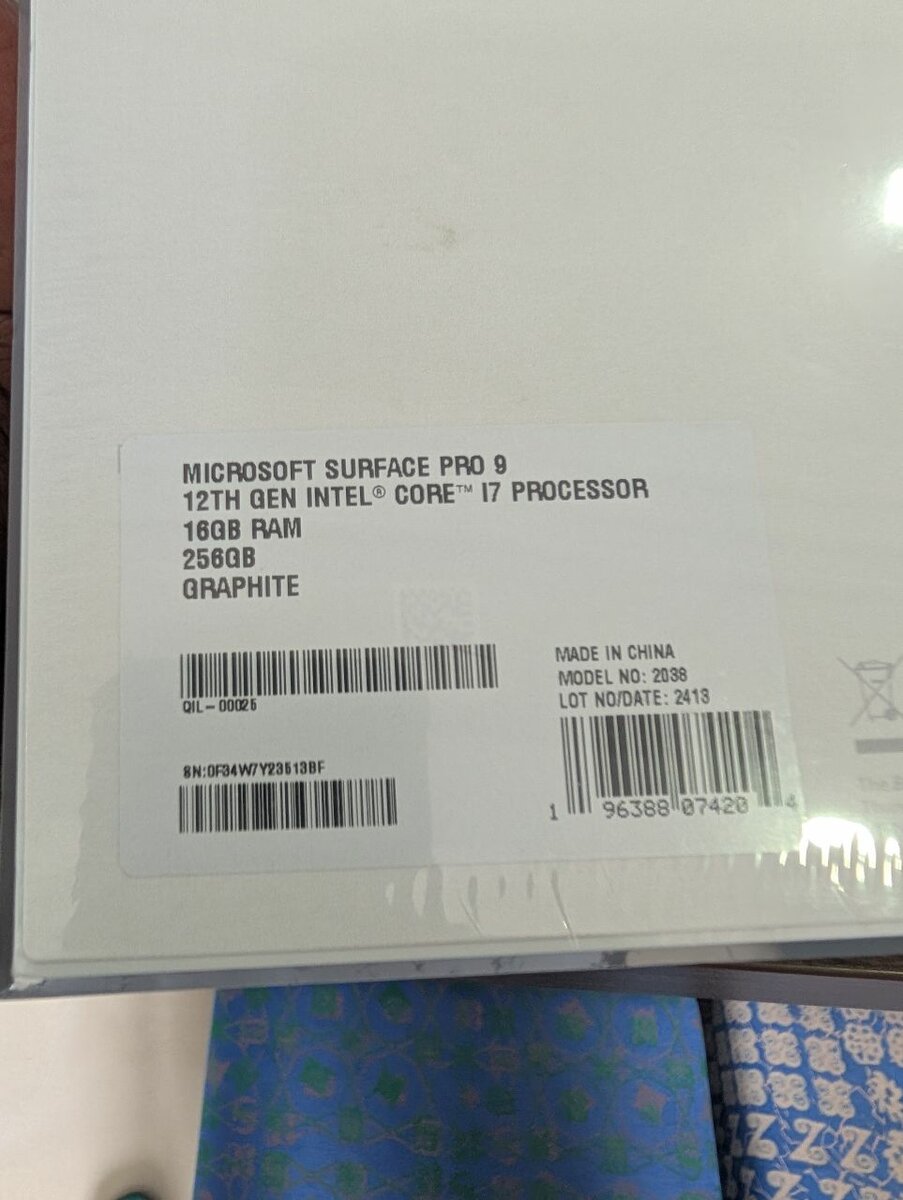 MICROSOFT SURFACE PRO 9
12TH GEN INTEL® CORE™ I7 PROCESSOR
16GB RAM
256GB
GRAPHITE
QIL-00025
SN:0F34W7Y23513BF
MADE IN CHINA
MODEL NO: 2038
LOT NO/DATE: 2413
1 96388 07420 4
The